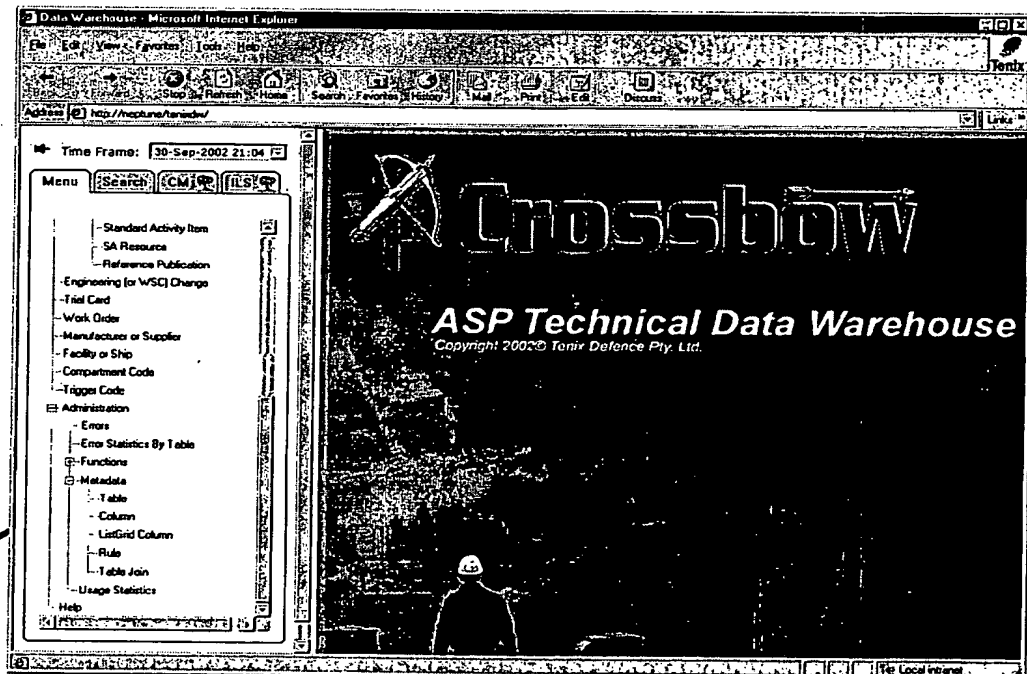 Data Warehouse - Microsoft Internet Explorer
File Edit View Favorites Tools Help
Tenix
Stop Refresh Home Search Favorites History Mail Print Edit Discuss
Address http://neptune/tenixdw/
Links
Time Frame: 30-Sep-2002 21:04
Menu Search CM ILS
Standard Activity Item
SA Resource
Reference Publication
Engineering (or WSC) Change
Trial Card
Work Order
Manufacturer or Supplier
Facility or Ship
Compartment Code
Trigger Code
Administration
Errors
Error Statistics By Table
Functions
Metadata
Table
Column
ListGrid Column
Rule
Table Join
Usage Statistics
Help
Crossbow
ASP Technical Data Warehouse
Copyright 2002© Tenix Defence Pty. Ltd.
Local intranet